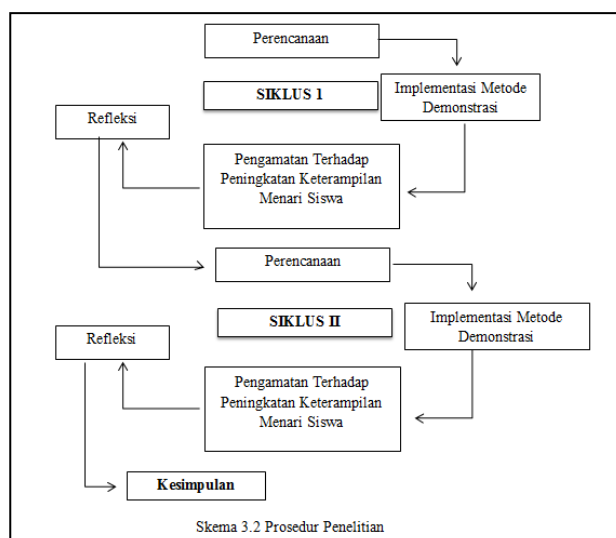 Perencanaan
SIKLUS 1
Implementasi Metode
Demonstrasi
Refleksi
Pengamatan Terhadap
Peningkatan Keterampilan
Menari Siswa
Perencanaan
SIKLUS II
Implementasi Metode
Demonstrasi
Refleksi
Pengamatan Terhadap
Peningkatan Keterampilan
Menari Siswa
Kesimpulan
Skema 3.2 Prosedur Penelitian